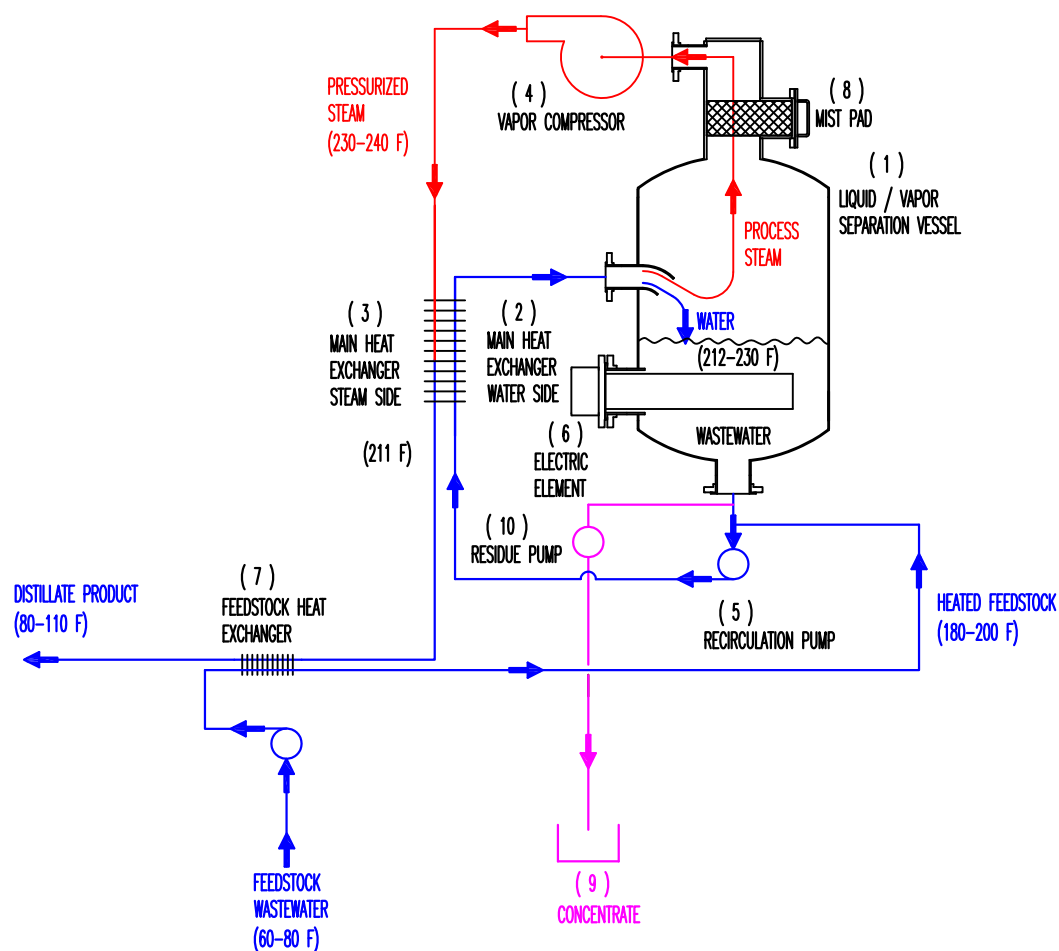 PRESSURIZED
STEAM
(230-240 F)
( 4 )
VAPOR COMPRESSOR
( 8 )
MIST PAD
( 1 )
LIQUID / VAPOR
SEPARATION VESSEL
PROCESS
STEAM
( 3 )
MAIN HEAT
EXCHANGER
STEAM SIDE
( 2 )
MAIN HEAT
EXCHANGER
WATER SIDE
WATER
(212-230 F)
(211 F)
( 6 )
ELECTRIC
ELEMENT
WASTEWATER
( 10 )
RESIDUE PUMP
( 7 )
FEEDSTOCK HEAT
EXCHANGER
DISTILLATE PRODUCT
(80-110 F)
( 5 )
RECIRCULATION PUMP
HEATED FEEDSTOCK
(180-200 F)
FEEDSTOCK
WASTEWATER
(60-80 F)
( 9 )
CONCENTRATE